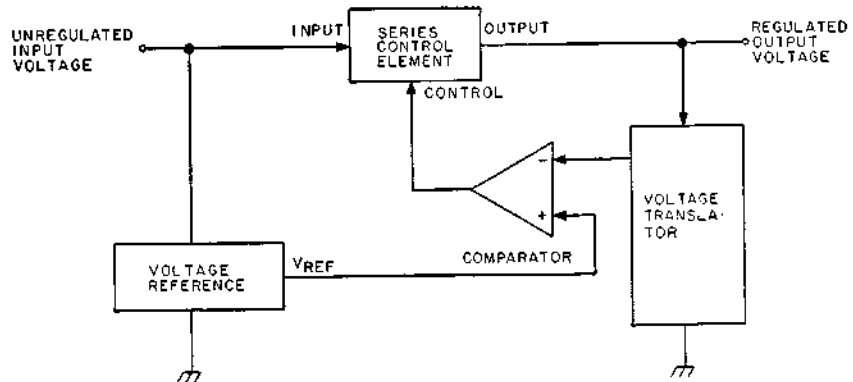 UNREGULATED
INPUT
VOLTAGE
INPUT
SERIES
CONTROL
ELEMENT
OUTPUT
REGULATED
OUTPUT
VOLTAGE
CONTROL
−
+
VOLTAGE
TRANSLA-
TOR
VOLTAGE
REFERENCE
VREF
COMPARATOR